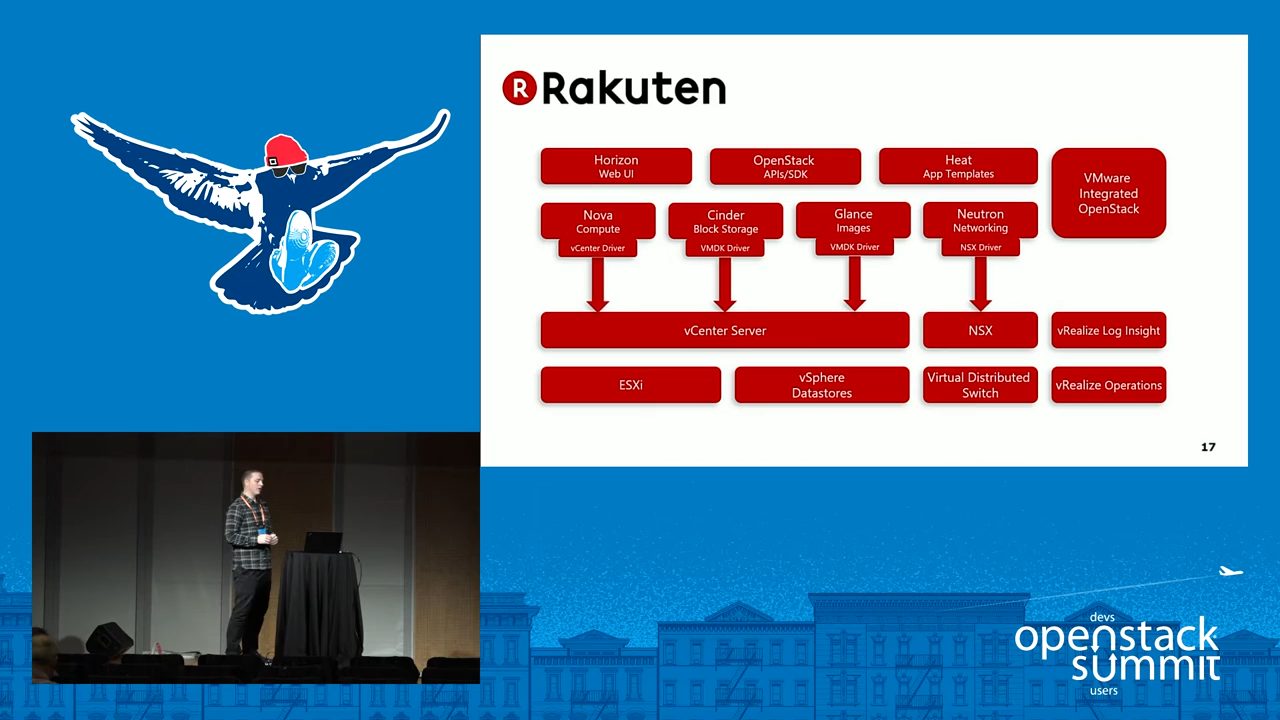 R Rakuten
Horizon
Web UI
OpenStack
APIs/SDK
Heat
App Templates
VMware
Integrated
OpenStack
Nova
Compute
vCenter Driver
Cinder
Block Storage
VMDK Driver
Glance
Images
VMDK Driver
Neutron
Networking
NSX Driver
vCenter Server
NSX
vRealize Log Insight
ESXi
vSphere
Datastores
Virtual Distributed
Switch
vRealize Operations
17
devs
openstack
summit
users